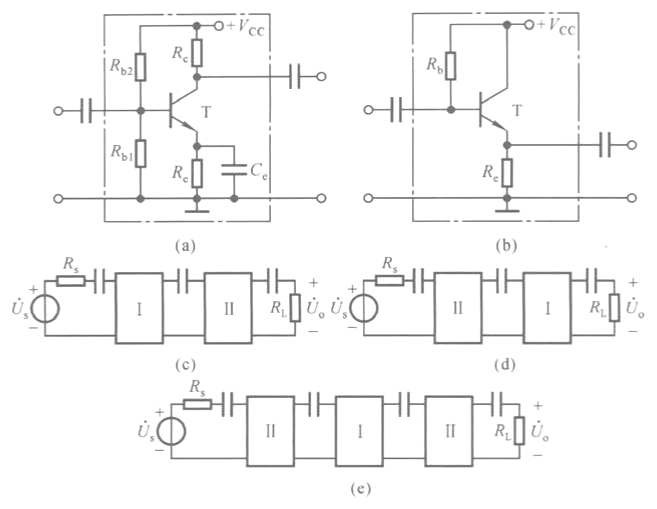 +V_CC
R_b2
R_c
T
R_b1
R_e
C_e
(a)
+V_CC
R_b
T
R_e
(b)
R_s
+
U̇_s
−
I
II
R_L
+
U̇_o
−
(c)
R_s
+
U̇_s
−
II
I
R_L
+
U̇_o
−
(d)
R_s
+
U̇_s
−
II
I
II
R_L
+
U̇_o
−
(e)